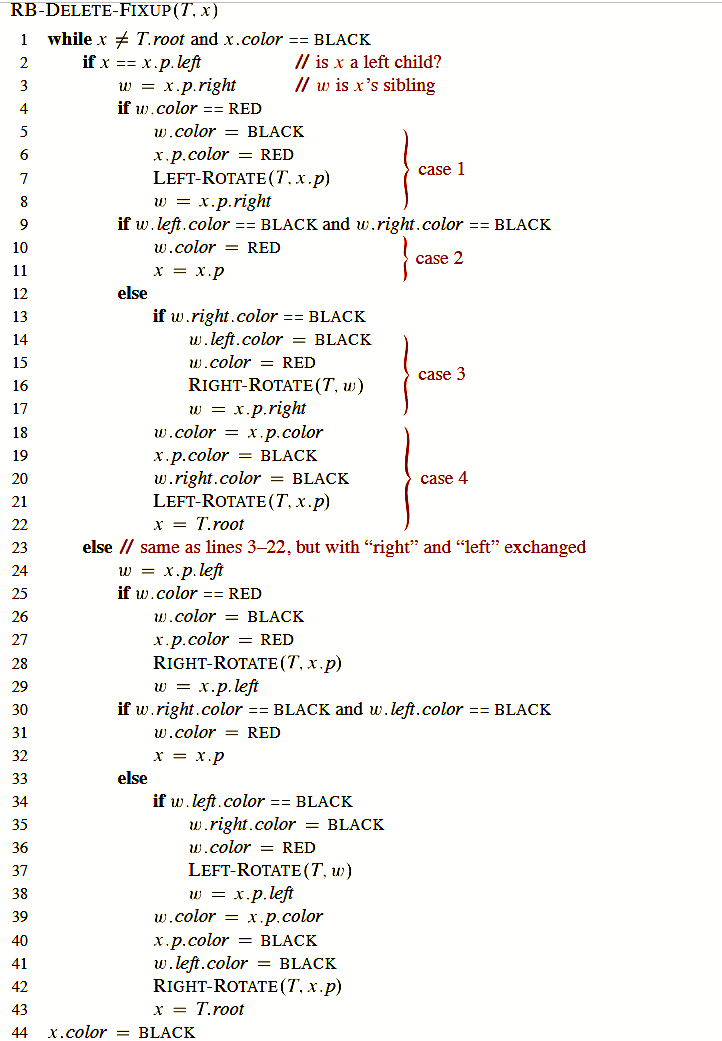 RB-DELETE-FIXUP(T, x)
1 while x ≠ T.root and x.color == BLACK
2 if x == x.p.left // is x a left child?
3 w = x.p.right // w is x's sibling
4 if w.color == RED
5 w.color = BLACK
6 x.p.color = RED
7 LEFT-ROTATE(T, x.p)
8 w = x.p.right
case 1
9 if w.left.color == BLACK and w.right.color == BLACK
10 w.color = RED
11 x = x.p
case 2
12 else
13 if w.right.color == BLACK
14 w.left.color = BLACK
15 w.color = RED
16 RIGHT-ROTATE(T, w)
17 w = x.p.right
case 3
18 w.color = x.p.color
19 x.p.color = BLACK
20 w.right.color = BLACK
21 LEFT-ROTATE(T, x.p)
22 x = T.root
case 4
23 else // same as lines 3–22, but with “right” and “left” exchanged
24 w = x.p.left
25 if w.color == RED
26 w.color = BLACK
27 x.p.color = RED
28 RIGHT-ROTATE(T, x.p)
29 w = x.p.left
30 if w.right.color == BLACK and w.left.color == BLACK
31 w.color = RED
32 x = x.p
33 else
34 if w.left.color == BLACK
35 w.right.color = BLACK
36 w.color = RED
37 LEFT-ROTATE(T, w)
38 w = x.p.left
39 w.color = x.p.color
40 x.p.color = BLACK
41 w.left.color = BLACK
42 RIGHT-ROTATE(T, x.p)
43 x = T.root
44 x.color = BLACK